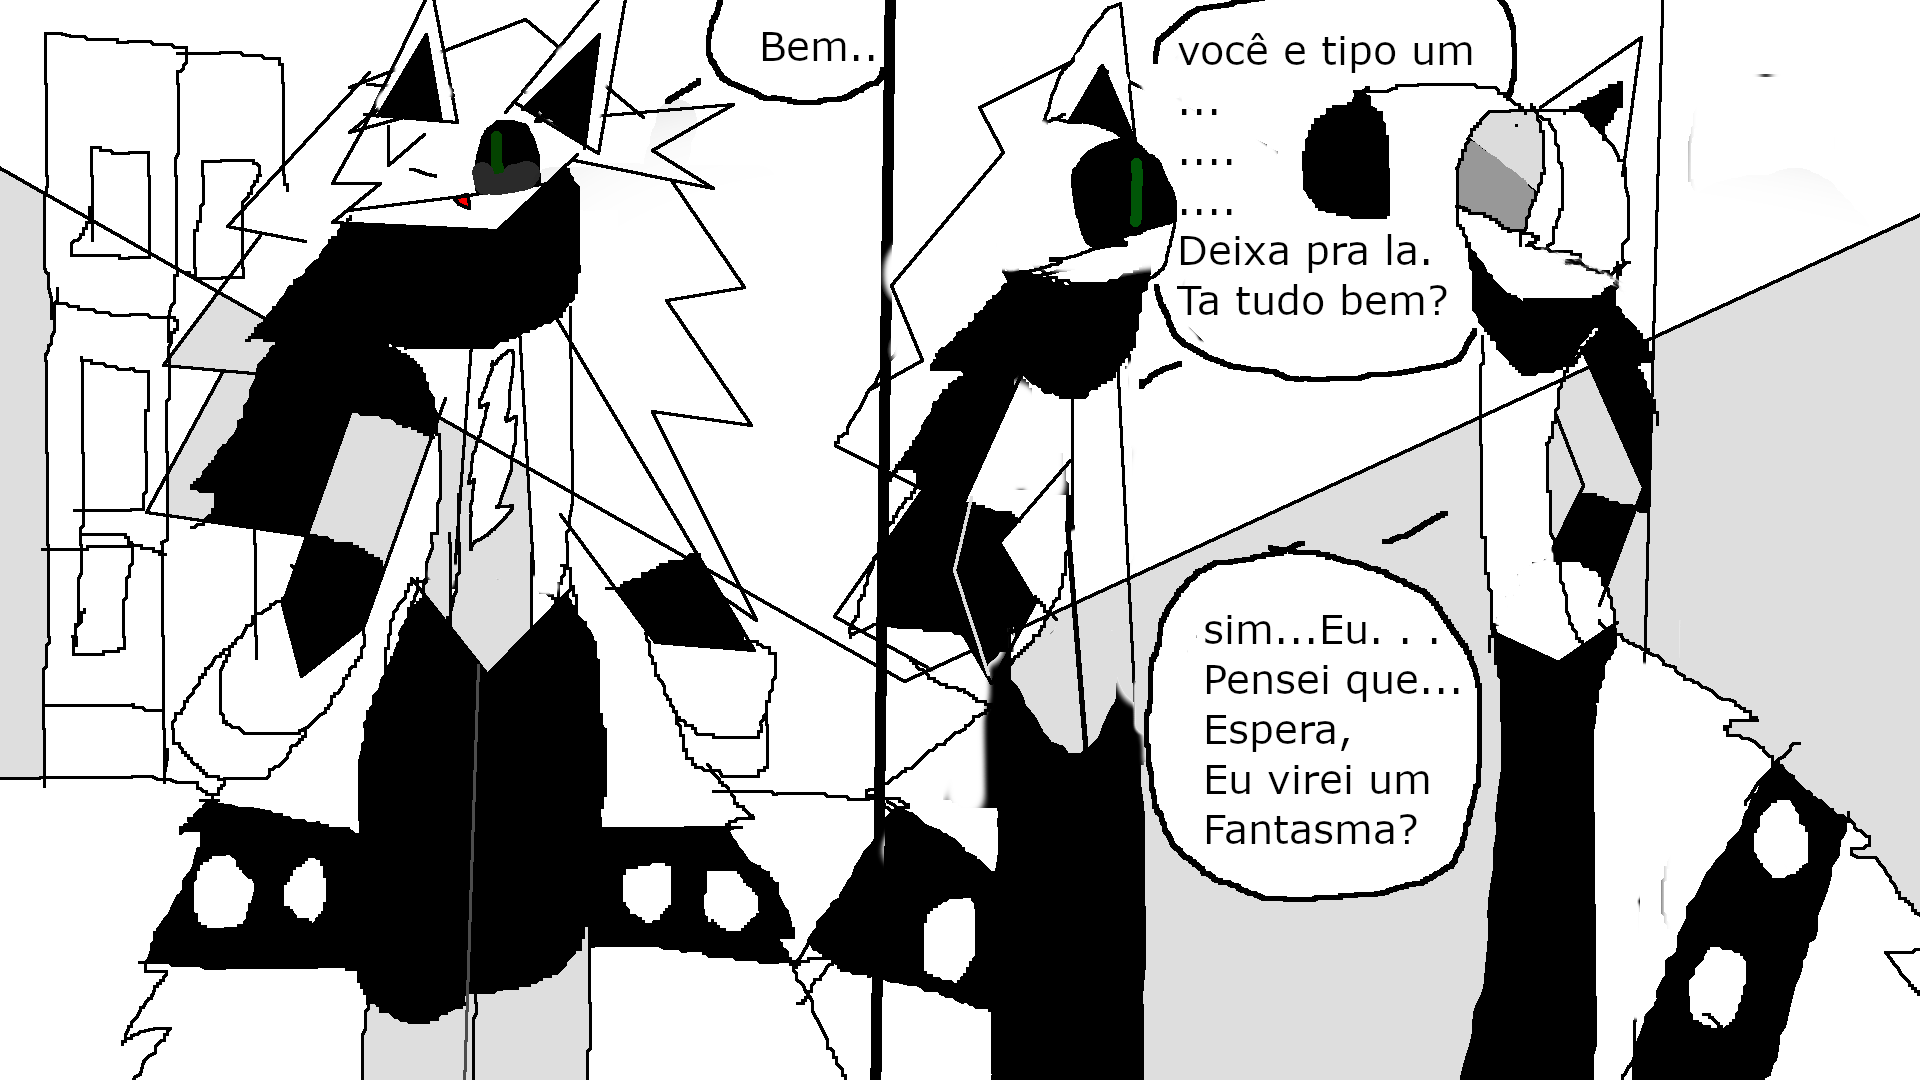 Bem..
você e tipo um
...
....
....
Deixa pra la.
Ta tudo bem?
sim...Eu. . .
Pensei que...
Espera,
Eu virei um
Fantasma?